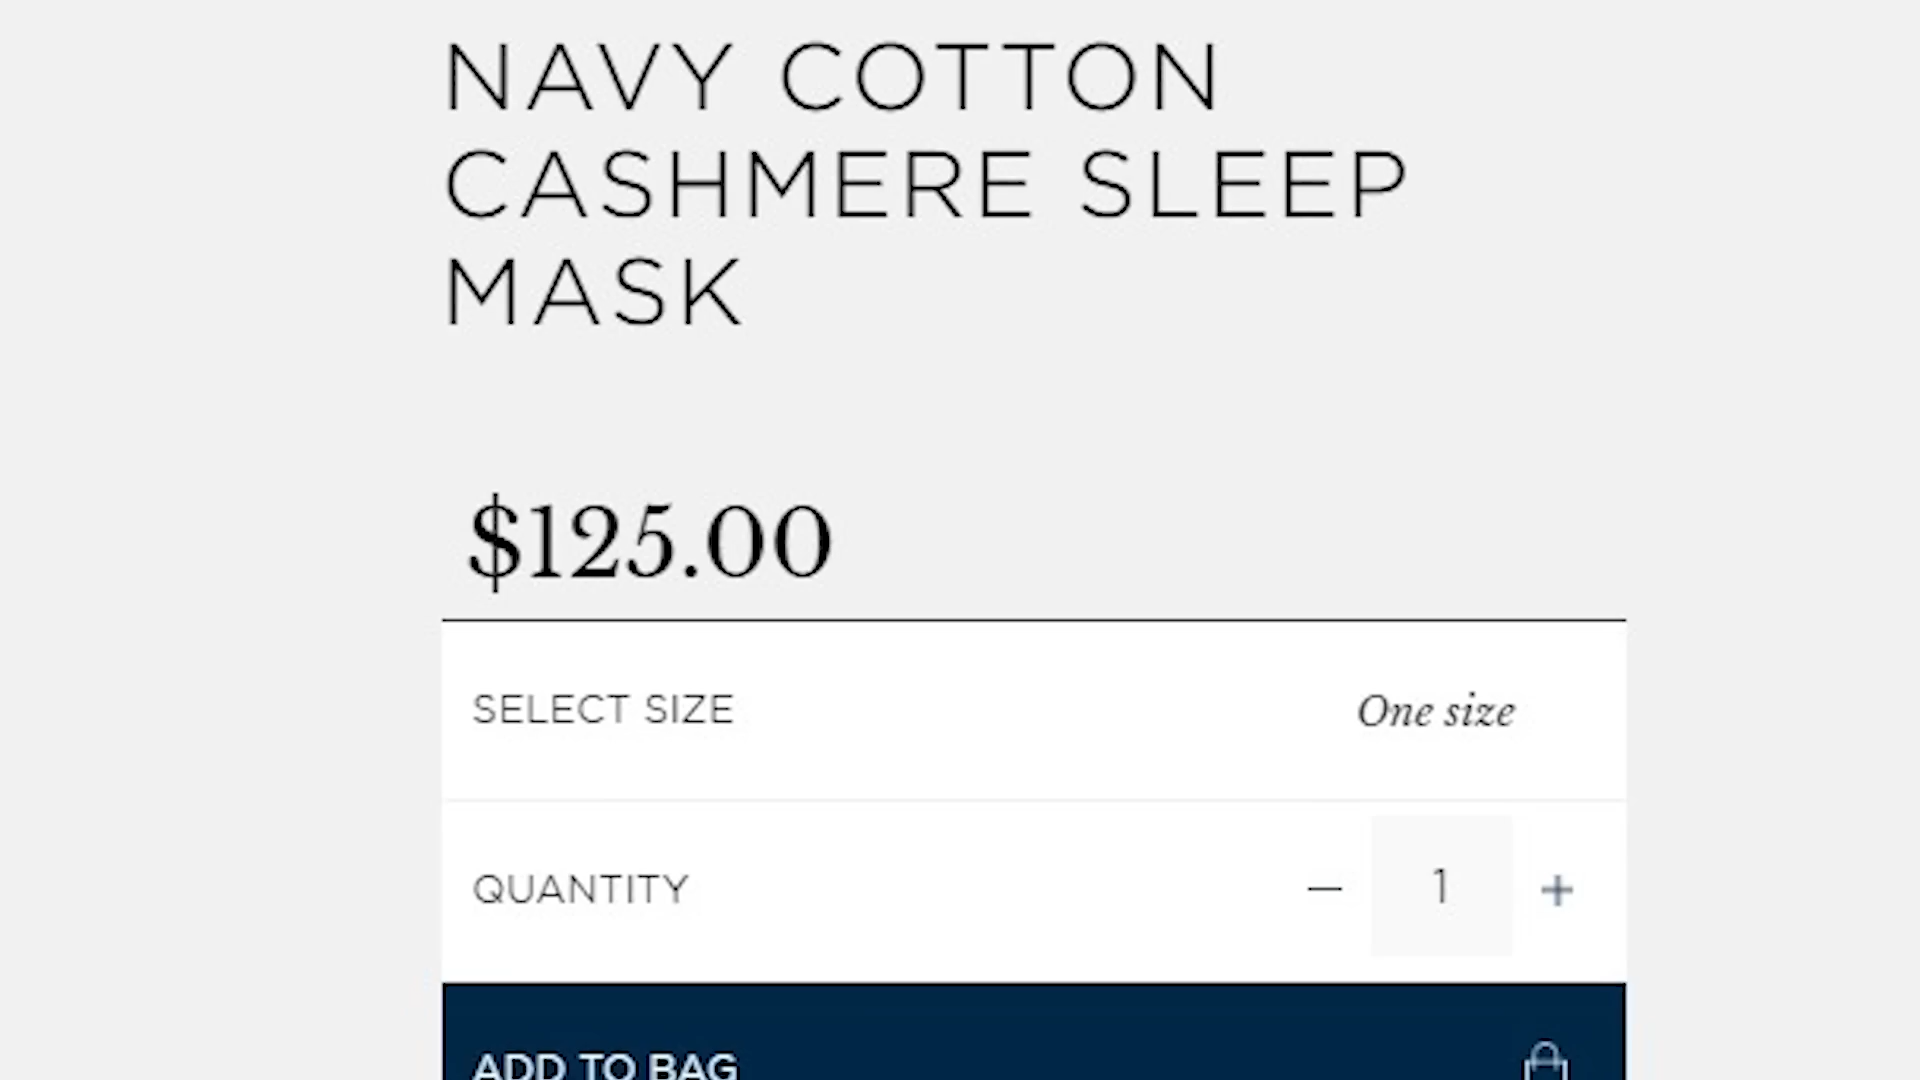 NAVY COTTON
CASHMERE SLEEP
MASK
$125.00
SELECT SIZE One size
QUANTITY — 1 +
ADD TO BAG